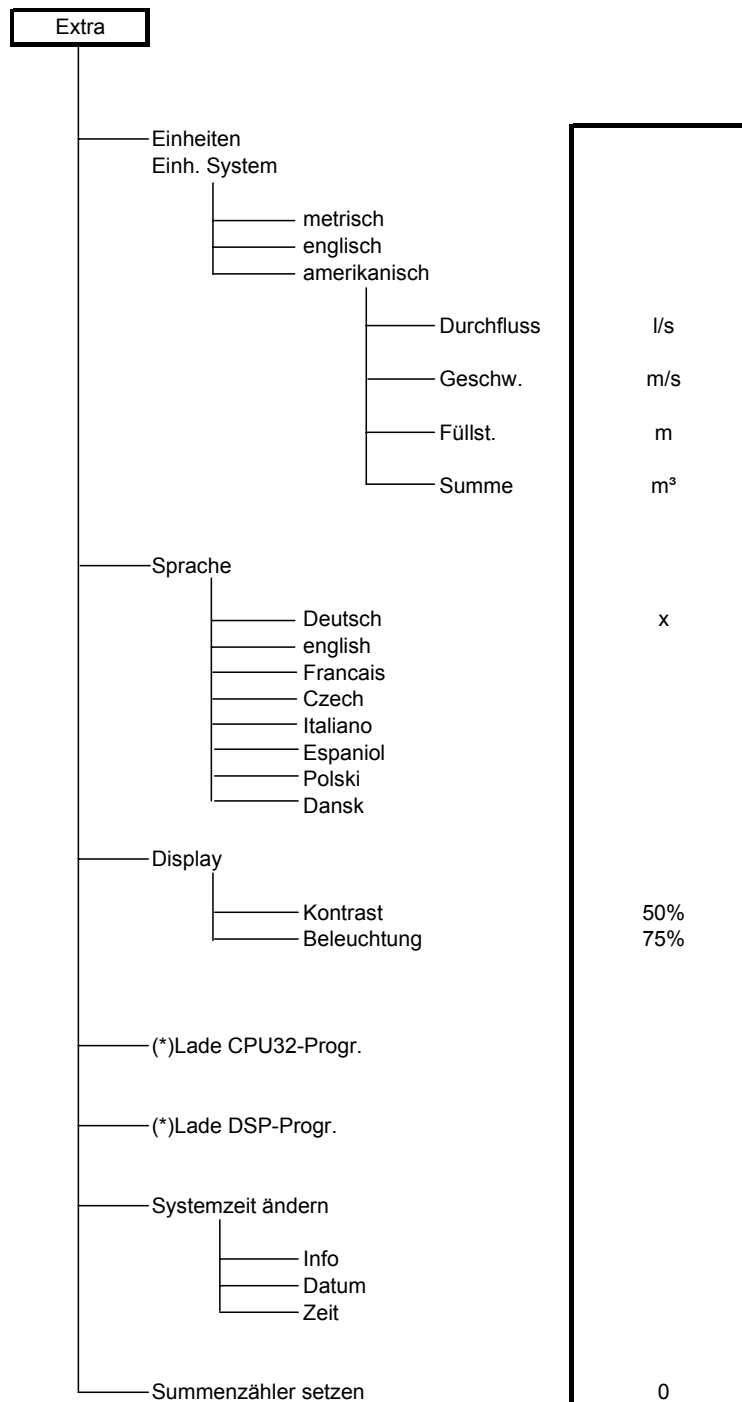 Extra
Einheiten
Einh. System
metrisch
englisch
amerikanisch
Durchfluss l/s
Geschw. m/s
Füllst. m
Summe m³
Sprache
Deutsch x
english
Francais
Czech
Italiano
Espaniol
Polski
Dansk
Display
Kontrast 50%
Beleuchtung 75%
(*)Lade CPU32-Progr.
(*)Lade DSP-Progr.
Systemzeit ändern
Info
Datum
Zeit
Summenzähler setzen 0